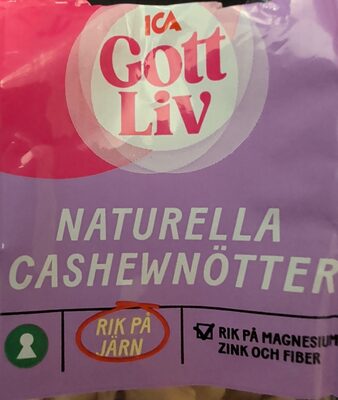 ICA
Gott
Liv
NATURELLA
CASHEWNÖTTER
RIK PÅ
JÄRN
RIK PÅ MAGNESIUM
ZINK OCH FIBER